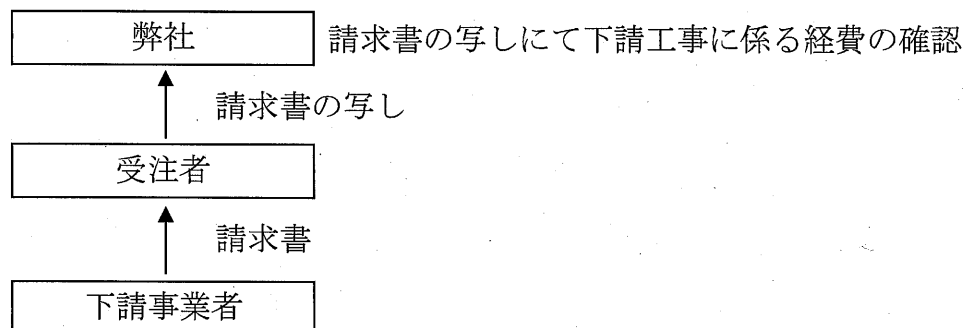 弊社
請求書の写しにて下請工事に係る経費の確認
請求書の写し
受注者
請求書
下請事業者